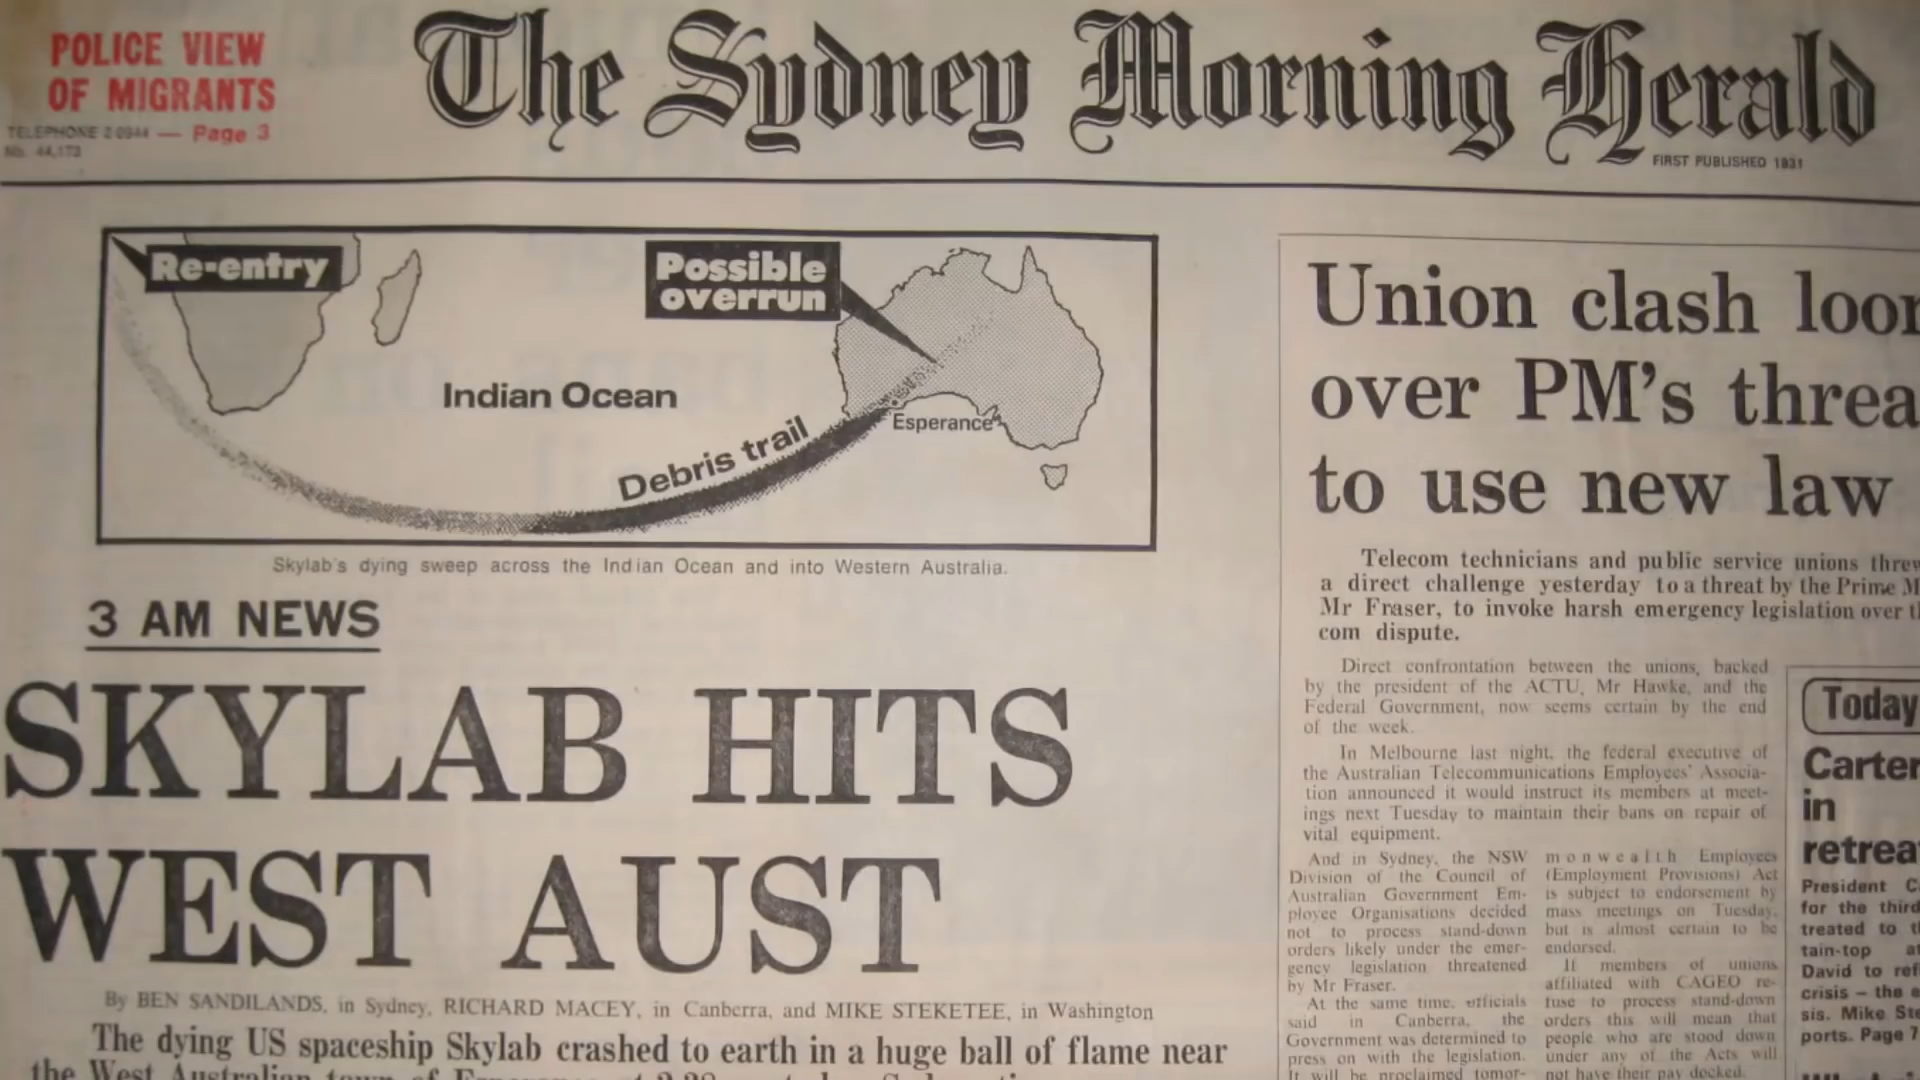 POLICE VIEW
OF MIGRANTS
TELEPHONE 2 0944 — Page 3
No. 44,173
The Sydney Morning Herald
FIRST PUBLISHED 1831
Re-entry
Possible
overrun
Indian Ocean
Debris trail
Esperance
Skylab's dying sweep across the Indian Ocean and into Western Australia.
3 AM NEWS
SKYLAB HITS
WEST AUST
By BEN SANDILANDS, in Sydney, RICHARD MACEY, in Canberra, and MIKE STEKETEE, in Washington
The dying US spaceship Skylab crashed to earth in a huge ball of flame near
the West Australian town of Esperance at
Union clash loo
over PM's threa
to use new law
Telecom technicians and public service unions threw
a direct challenge yesterday to a threat by the Prime M
Mr Fraser, to invoke harsh emergency legislation over t
com dispute.
Direct confrontation between the unions, backed
by the president of the ACTU, Mr Hawke, and the
Federal Government, now seems certain by the end
of the week.
In Melbourne last night, the federal executive of
the Australian Telecommunications Employees' Associa-
tion announced it would instruct its members at meet-
ings next Tuesday to maintain their bans on repair of
vital equipment.
And in Sydney, the NSW
Division of the Council of
Australian Government Em-
ployee Organisations decided
not to process stand-down
orders likely under the emer-
gency legislation threatened
by Mr Fraser.
At the same time, officials
said in Canberra, the
Government was determined to
press on with the legislation.
It will be proclaimed tomor-
monwealth Employees
(Employment Provisions) Act
is subject to endorsement by
mass meetings on Tuesday,
but is almost certain to be
endorsed.
If members of unions
affiliated with CAGEO re-
fuse to process stand-down
orders this will mean that
people who are stood down
under any of the Acts will
not have their pay docked.
Today
Carter
in
retrea
President C
for the third
treated to t
tain-top a
David to ref
crisis – the e
sis. Mike Ste
ports. Page 7